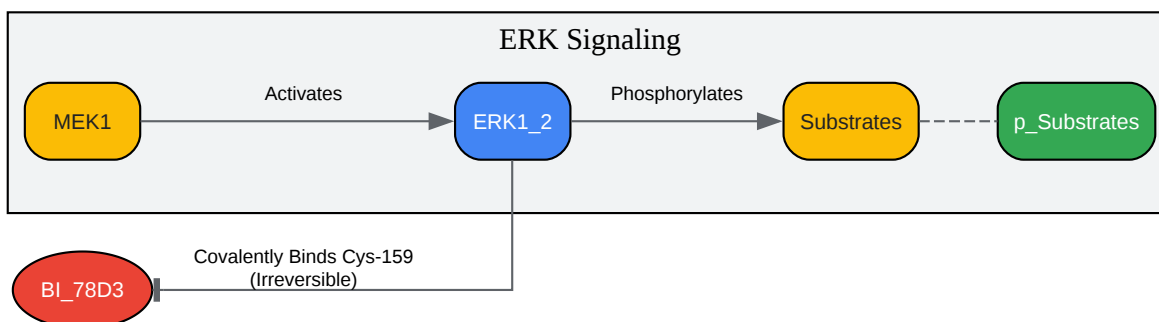 ERK Signaling
Activates
Phosphorylates
MEK1
ERK1_2
Substrates
p_Substrates
Covalently Binds Cys-159
(Irreversible)
BI_78D3